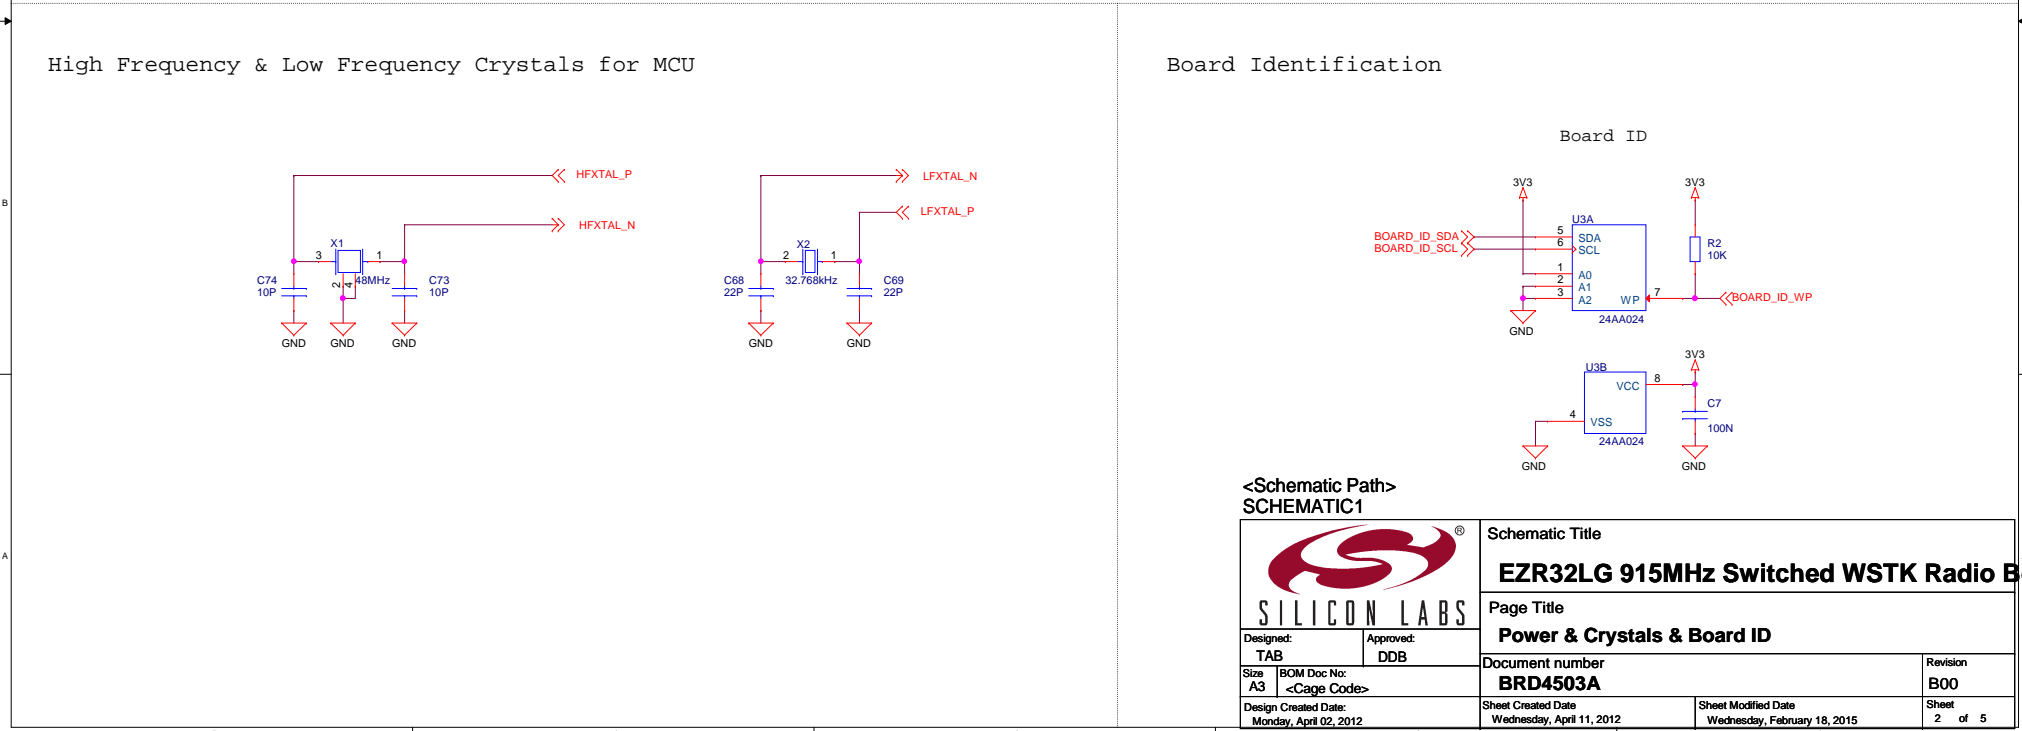 High Frequency & Low Frequency Crystals for MCU
Board Identification
Board ID
B
A
HFXTAL_P
HFXTAL_N
X1
3
1
2
4
48MHz
C74
10P
C73
10P
GND
GND
GND
LFXTAL_N
LFXTAL_P
X2
2
1
32.768kHz
C68
22P
C69
22P
GND
GND
3V3
3V3
U3A
BOARD_ID_SDA
BOARD_ID_SCL
5
6
SDA
SCL
1
2
3
A0
A1
A2
WP
7
BOARD_ID_WP
R2
10K
24AA024
GND
3V3
U3B
VCC
8
4
VSS
24AA024
C7
100N
GND
GND
<Schematic Path>
SCHEMATIC1
®
SILICON LABS
Schematic Title
EZR32LG 915MHz Switched WSTK Radio B
Page Title
Power & Crystals & Board ID
Designed:
TAB
Approved:
DDB
Size
A3
BOM Doc No:
<Cage Code>
Document number
BRD4503A
Revision
B00
Design Created Date:
Monday, April 02, 2012
Sheet Created Date
Wednesday, April 11, 2012
Sheet Modified Date
Wednesday, February 18, 2015
Sheet
2 of 5